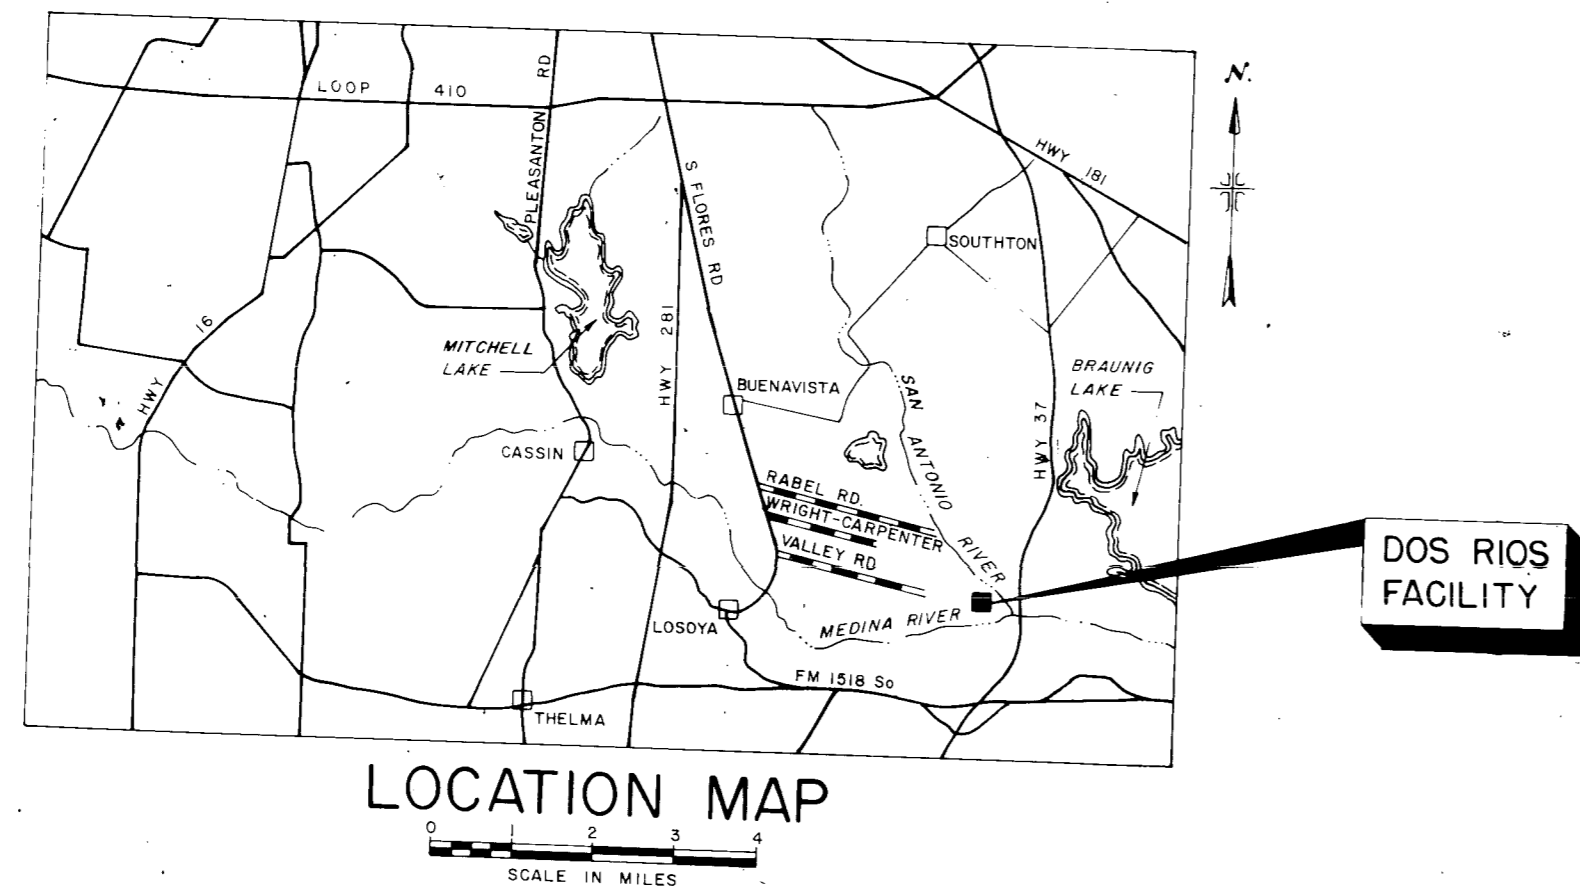 LOOP 410
PLEASANTON RD
S FLORES RD
HWY 181
N.
SOUTHTON
HWY 16
HWY 281
MITCHELL
LAKE
BUENAVISTA
BRAUNIG
LAKE
HWY 37
SAN ANTONIO RIVER
CASSIN
RABEL RD.
WRIGHT-CARPENTER
VALLEY RD
DOS RIOS
FACILITY
MEDINA RIVER
LOSOYA
FM 1518 So
THELMA
LOCATION MAP
0 1 2 3 4
SCALE IN MILES